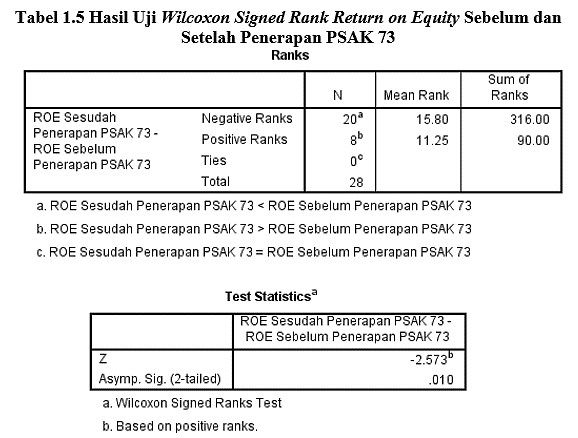 Tabel 1.5 Hasil Uji Wilcoxon Signed Rank Return on Equity Sebelum dan
Setelah Penerapan PSAK 73
Ranks
N Mean Rank Sum of Ranks
ROE Sesudah Penerapan PSAK 73 - ROE Sebelum Penerapan PSAK 73
Negative Ranks 20a 15.80 316.00
Positive Ranks 8b 11.25 90.00
Ties 0c
Total 28
a. ROE Sesudah Penerapan PSAK 73 < ROE Sebelum Penerapan PSAK 73
b. ROE Sesudah Penerapan PSAK 73 > ROE Sebelum Penerapan PSAK 73
c. ROE Sesudah Penerapan PSAK 73 = ROE Sebelum Penerapan PSAK 73
Test Statisticsa
ROE Sesudah Penerapan PSAK 73 -
ROE Sebelum Penerapan PSAK 73
Z -2.573b
Asymp. Sig. (2-tailed) .010
a. Wilcoxon Signed Ranks Test
b. Based on positive ranks.